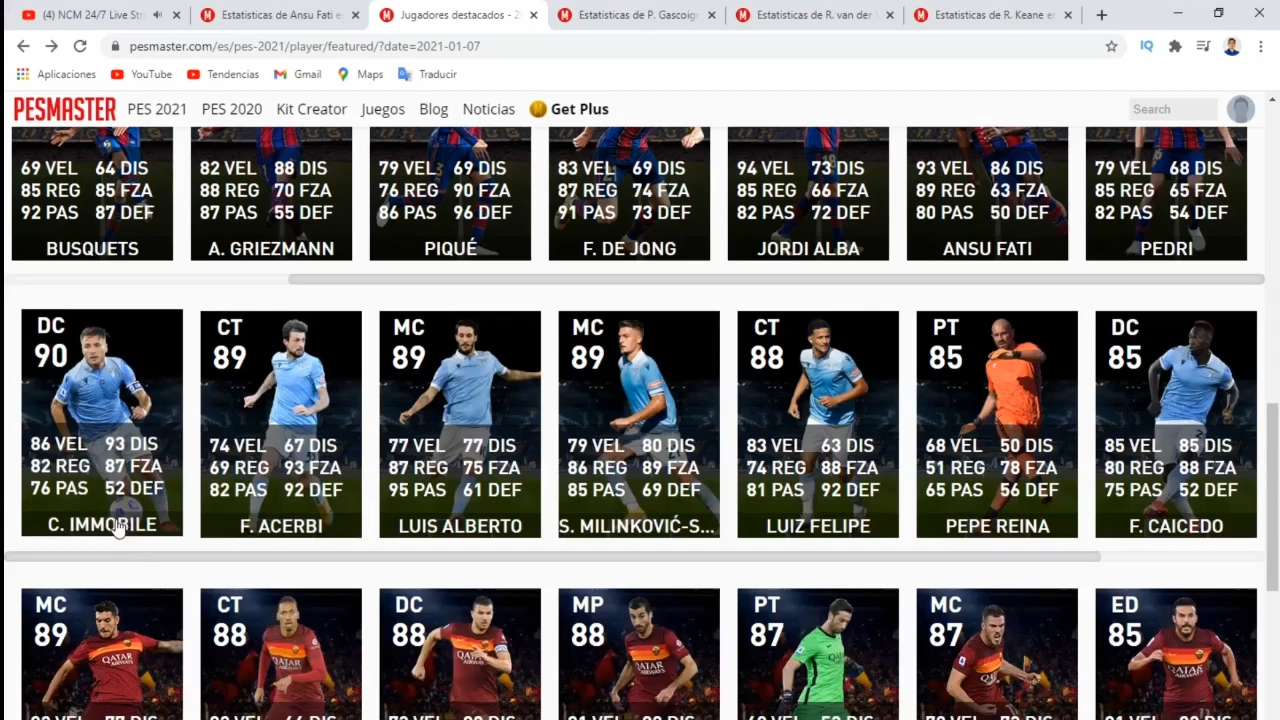 (4) NCM 24/7 Live Str
Estatisticas de Ansu Fati e
Jugadores destacados - 2
Estatisticas de P. Gascoig
Estatisticas de R. van der
Estatisticas de R. Keane e
pesmaster.com/es/pes-2021/player/featured/?date=2021-01-07
IQ
Aplicaciones YouTube Tendencias Gmail Maps Traducir
PESMASTER PES 2021 PES 2020 Kit Creator Juegos Blog Noticias Get Plus Search
69 VEL 64 DIS
85 REG 85 FZA
92 PAS 87 DEF
BUSQUETS
82 VEL 88 DIS
88 REG 70 FZA
87 PAS 55 DEF
A. GRIEZMANN
79 VEL 69 DIS
76 REG 90 FZA
86 PAS 96 DEF
PIQUÉ
83 VEL 69 DIS
87 REG 74 FZA
91 PAS 73 DEF
F. DE JONG
94 VEL 73 DIS
85 REG 66 FZA
82 PAS 72 DEF
JORDI ALBA
93 VEL 86 DIS
89 REG 63 FZA
80 PAS 50 DEF
ANSU FATI
79 VEL 68 DIS
85 REG 65 FZA
82 PAS 54 DEF
PEDRI
DC
90
86 VEL 93 DIS
82 REG 87 FZA
76 PAS 52 DEF
C. IMMOBILE
CT
89
74 VEL 67 DIS
69 REG 93 FZA
82 PAS 92 DEF
F. ACERBI
MC
89
77 VEL 77 DIS
87 REG 75 FZA
95 PAS 61 DEF
LUIS ALBERTO
MC
89
79 VEL 80 DIS
86 REG 89 FZA
85 PAS 69 DEF
S. MILINKOVIĆ-S...
CT
88
83 VEL 63 DIS
74 REG 88 FZA
81 PAS 92 DEF
LUIZ FELIPE
PT
85
68 VEL 50 DIS
51 REG 78 FZA
65 PAS 56 DEF
PEPE REINA
DC
85
85 VEL 85 DIS
80 REG 88 FZA
75 PAS 52 DEF
F. CAICEDO
MC
89
QATAR
AIRWAYS
CT
88
QATAR
AIRWAYS
DC
88
QATAR
AIRWAYS
MP
88
QATAR
AIRWAYS
PT
87
MC
87
QATAR
ED
85
QATAR
AIRWAYS